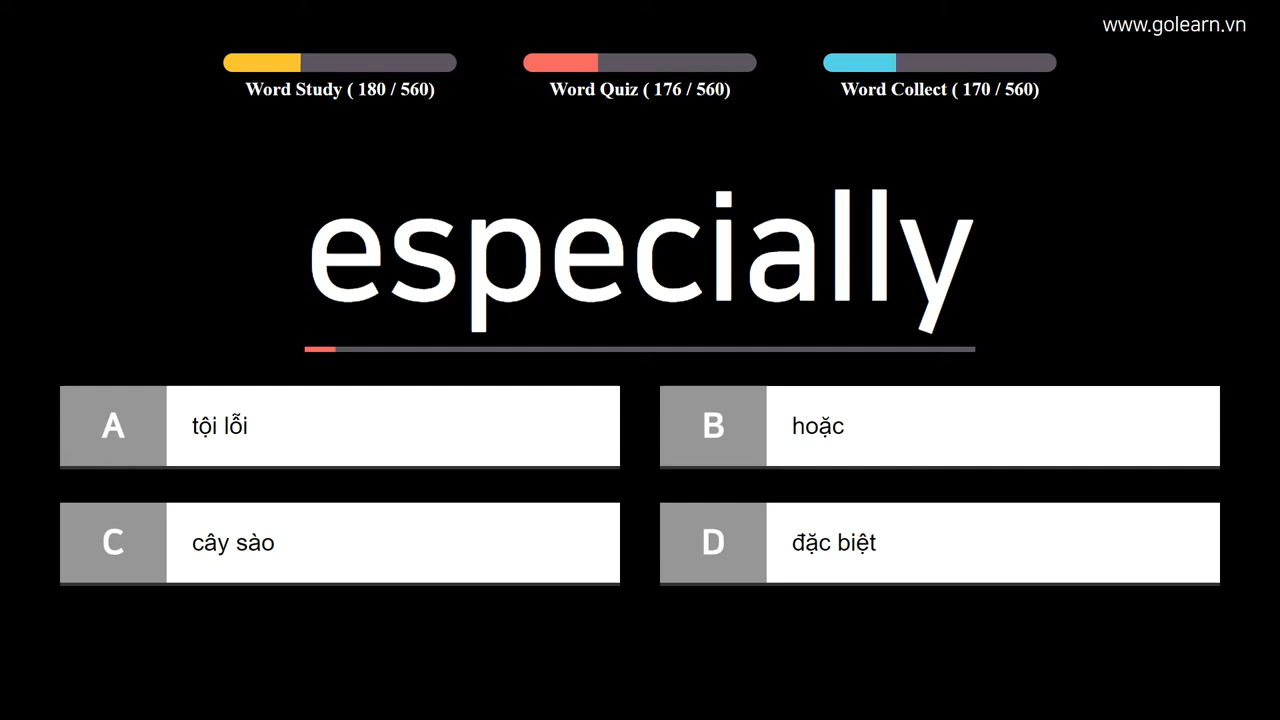 www.golearn.vn
Word Study ( 180 / 560)
Word Quiz ( 176 / 560)
Word Collect ( 170 / 560)
especially
A tội lỗi
B hoặc
C cây sào
D đặc biệt